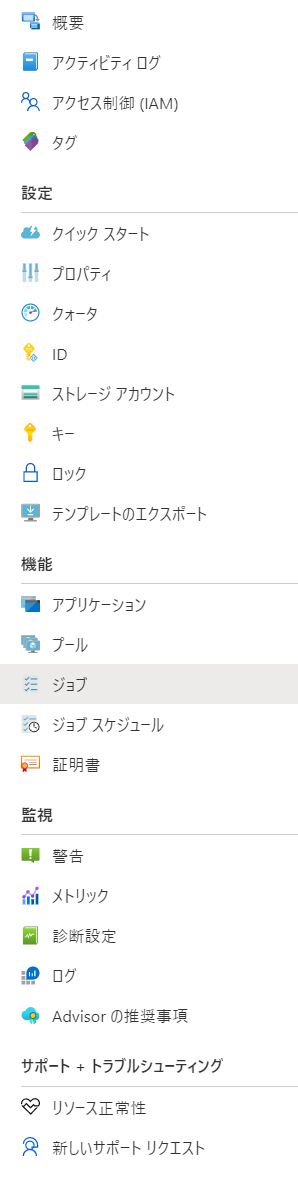 概要
アクティビティ ログ
アクセス制御 (IAM)
タグ
設定
クイック スタート
プロパティ
クォータ
ID
ストレージ アカウント
キー
ロック
テンプレートのエクスポート
機能
アプリケーション
プール
ジョブ
ジョブ スケジュール
証明書
監視
警告
メトリック
診断設定
ログ
Advisor の推奨事項
サポート + トラブルシューティング
リソース正常性
新しいサポート リクエスト